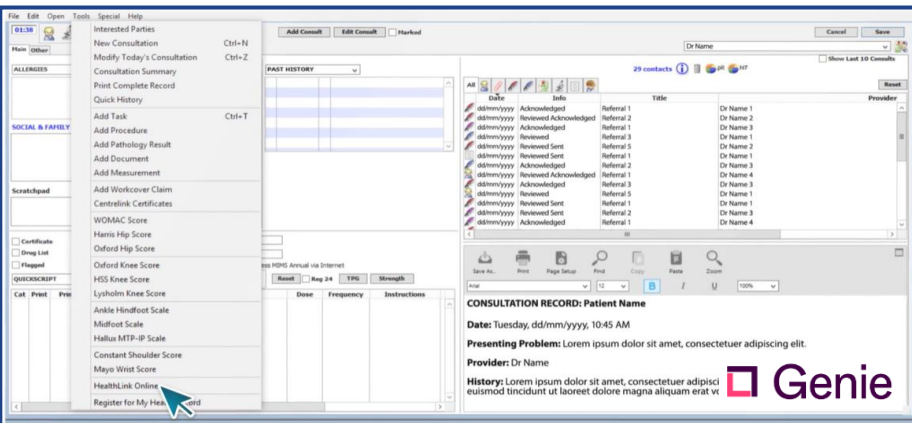 File Edit Open Tools Special Help
01:38
Add Consult Edit Consult Marked
Cancel Save
Main Other
Dr Name
Show Last 10 Consults
ALLERGIES
PAST HISTORY
29 contacts PR HT
All
Reset
SOCIAL & FAMILY
Scratchpad
Certificate
Drug List
Flagged
ess MIMS Annual via Internet
QUICKSCRIPT
Reset Reg 24 TPG Strength
Cat Print
Dose Frequency Instructions
Interested Parties
New Consultation Ctrl+N
Modify Today's Consultation Ctrl+Z
Consultation Summary
Print Complete Record
Quick History
Add Task Ctrl+T
Add Procedure
Add Pathology Result
Add Document
Add Measurement
Add Workcover Claim
Centrelink Certificates
WOMAC Score
Harris Hip Score
Oxford Hip Score
Oxford Knee Score
HSS Knee Score
Lysholm Knee Score
Ankle Hindfoot Scale
Midfoot Scale
Hallux MTP-IP Scale
Constant Shoulder Score
Mayo Wrist Score
HealthLink Online
Register for My Hea ord
Date Info Title Provider
dd/mm/yyyy Acknowledged Referral 1 Dr Name 1
dd/mm/yyyy Reviewed Acknowledged Referral 2 Dr Name 2
dd/mm/yyyy Acknowledged Referral 1 Dr Name 3
dd/mm/yyyy Reviewed Referral 3 Dr Name 1
dd/mm/yyyy Reviewed Sent Referral 5 Dr Name 2
dd/mm/yyyy Reviewed Sent Referral 1 Dr Name 1
dd/mm/yyyy Acknowledged Referral 2 Dr Name 3
dd/mm/yyyy Reviewed Acknowledged Referral 1 Dr Name 4
dd/mm/yyyy Acknowledged Referral 3 Dr Name 3
dd/mm/yyyy Reviewed Referral 5 Dr Name 1
dd/mm/yyyy Reviewed Sent Referral 1 Dr Name 1
dd/mm/yyyy Reviewed Sent Referral 2 Dr Name 3
dd/mm/yyyy Acknowledged Referral 1 Dr Name 4
Save As.. Print Page Setup Find Copy Paste Zoom
Arial 12 B I U 100%
CONSULTATION RECORD: Patient Name
Date: Tuesday, dd/mm/yyyy, 10:45 AM
Presenting Problem: Lorem ipsum dolor sit amet, consectetuer adipiscing elit.
Provider: Dr Name
History: Lorem ipsum dolor sit amet, consectetuer adipisci
euismod tincidunt ut laoreet dolore magna aliquam erat vo
Genie